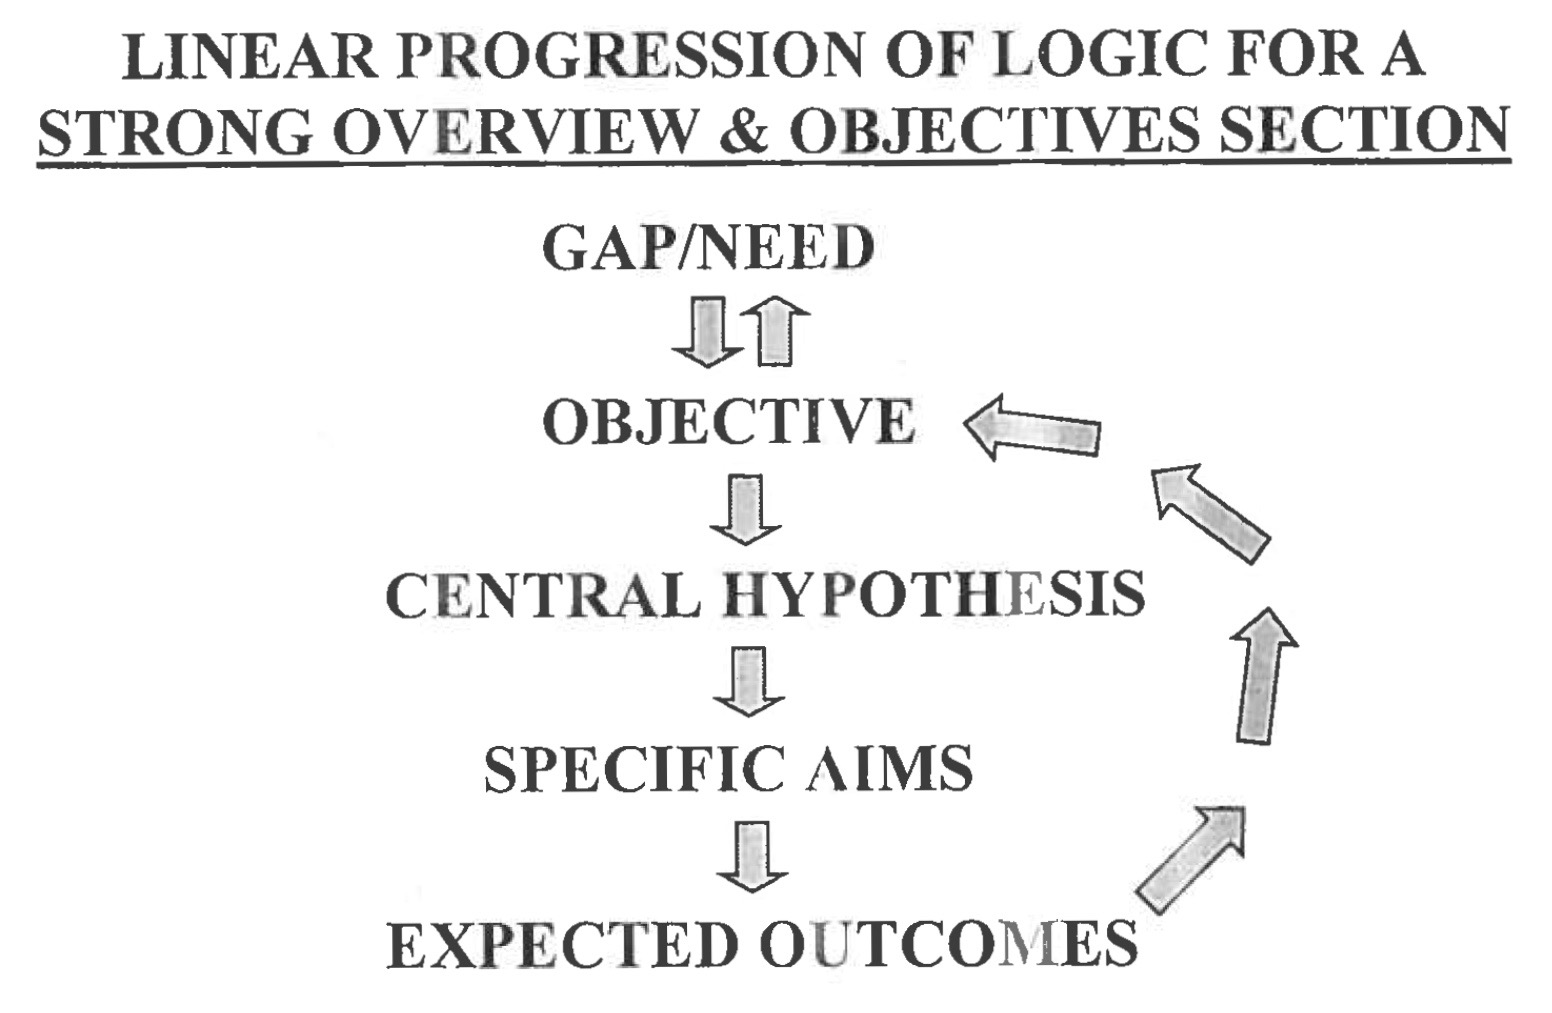 LINEAR PROGRESSION OF LOGIC FOR A
STRONG OVERVIEW & OBJECTIVES SECTION
GAP/NEED
OBJECTIVE
CENTRAL HYPOTHESIS
SPECIFIC AIMS
EXPECTED OUTCOMES